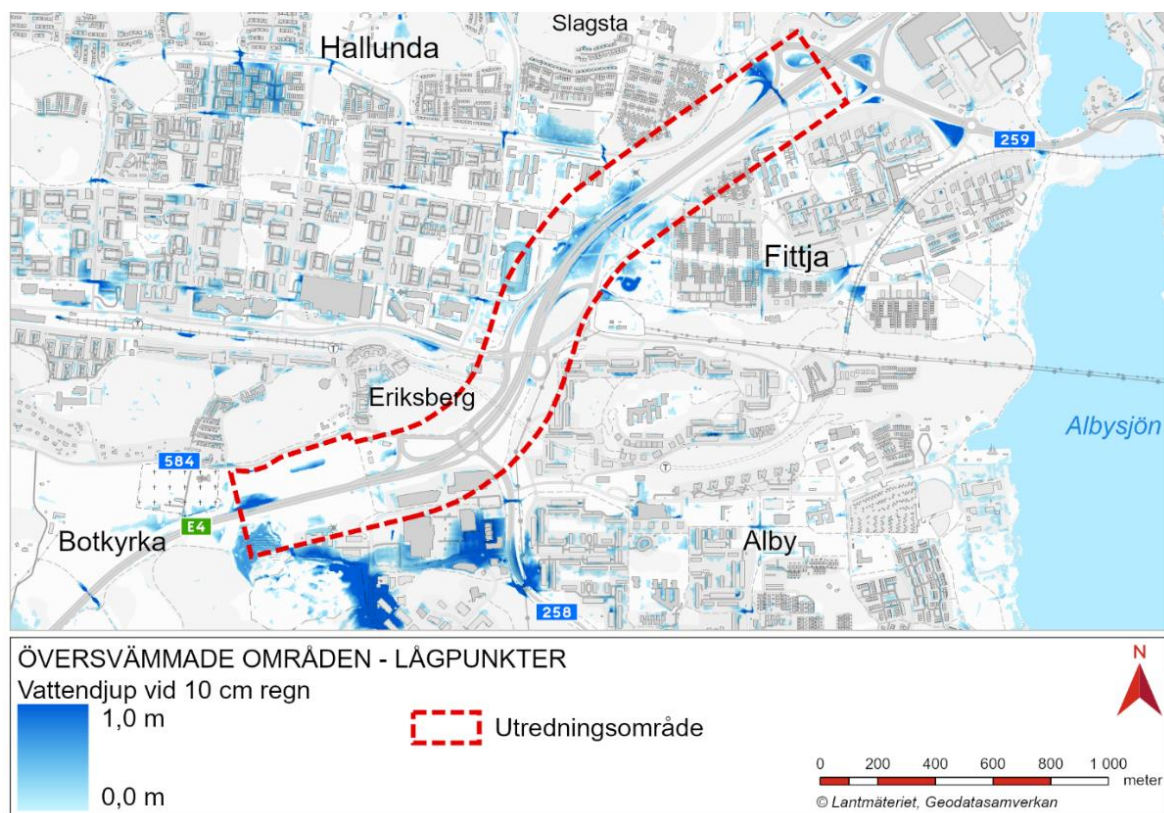 Slagsta
Hallunda
259
Fittja
Eriksberg
Albysjön
584
E4
Botkyrka
Alby
258
ÖVERSVÄMMADE OMRÅDEN - LÅGPUNKTER
Vattendjup vid 10 cm regn
1,0 m
0,0 m
Utredningsområde
N
0 200 400 600 800 1 000
meter
© Lantmäteriet, Geodatasamverkan
T
T
T